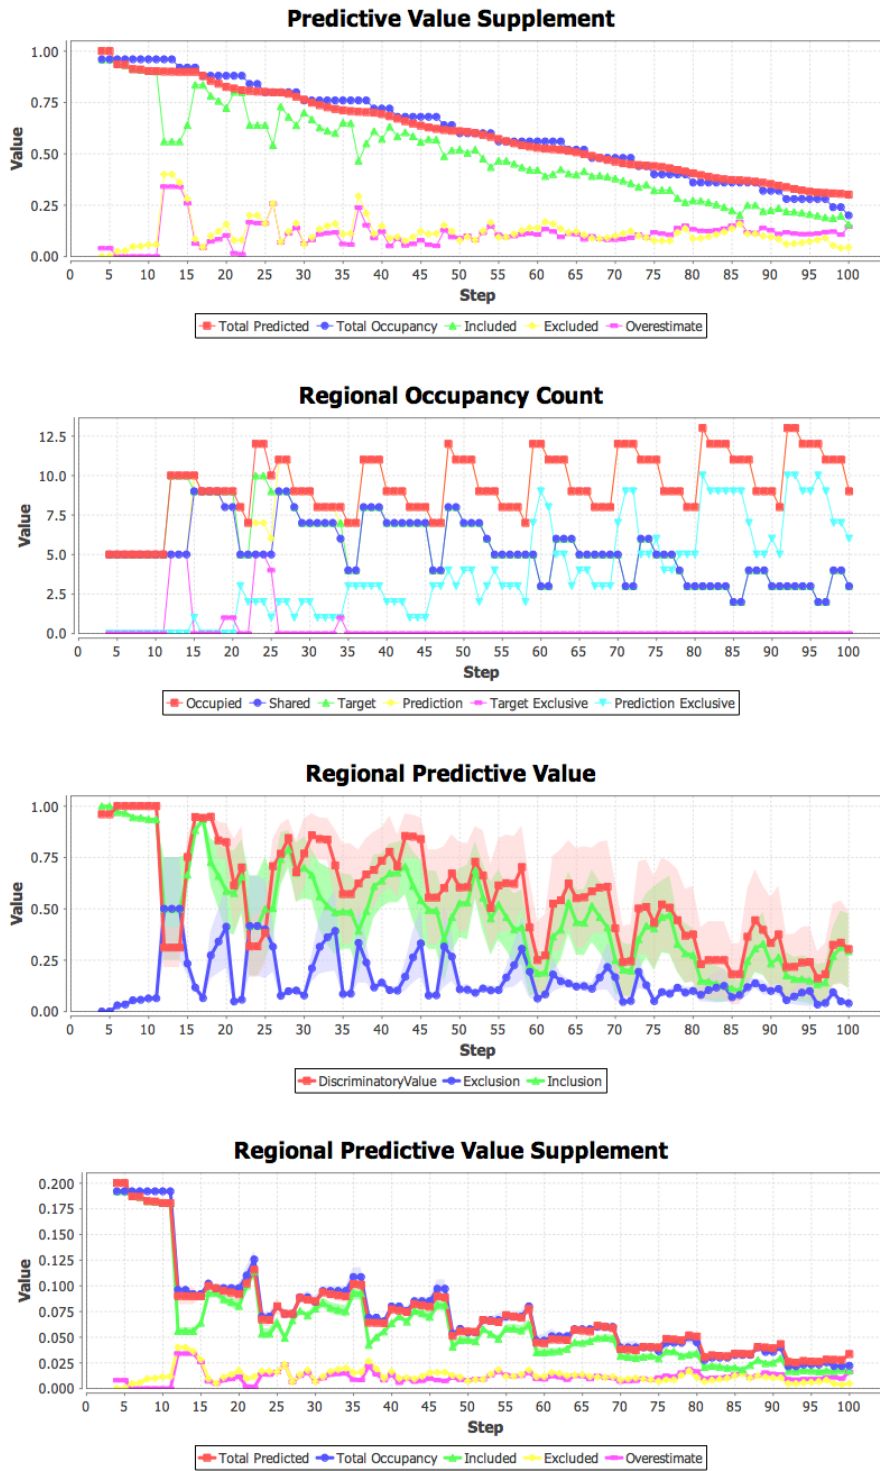 Predictive Value Supplement
1.00
0.75
0.50
0.25
0.00
Value
0 5 10 15 20 25 30 35 40 45 50 55 60 65 70 75 80 85 90 95 100
Step
Total Predicted Total Occupancy Included Excluded Overestimate
Regional Occupancy Count
12.5
10.0
7.5
5.0
2.5
0.0
Value
0 5 10 15 20 25 30 35 40 45 50 55 60 65 70 75 80 85 90 95 100
Step
Occupied Shared Target Prediction Target Exclusive Prediction Exclusive
Regional Predictive Value
1.00
0.75
0.50
0.25
0.00
Value
0 5 10 15 20 25 30 35 40 45 50 55 60 65 70 75 80 85 90 95 100
Step
DiscriminatoryValue Exclusion Inclusion
Regional Predictive Value Supplement
0.200
0.175
0.150
0.125
0.100
0.075
0.050
0.025
0.000
Value
0 5 10 15 20 25 30 35 40 45 50 55 60 65 70 75 80 85 90 95 100
Step
Total Predicted Total Occupancy Included Excluded Overestimate